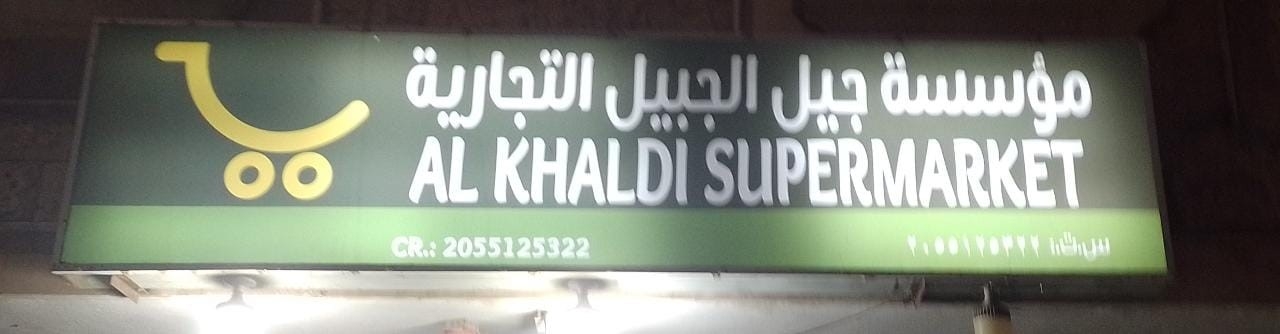 مؤسسة جيل الجبيل التجارية
AL KHALDI SUPERMARKET
CR.: 2055125322
٢٠٥٥١٢٥٣٢٢